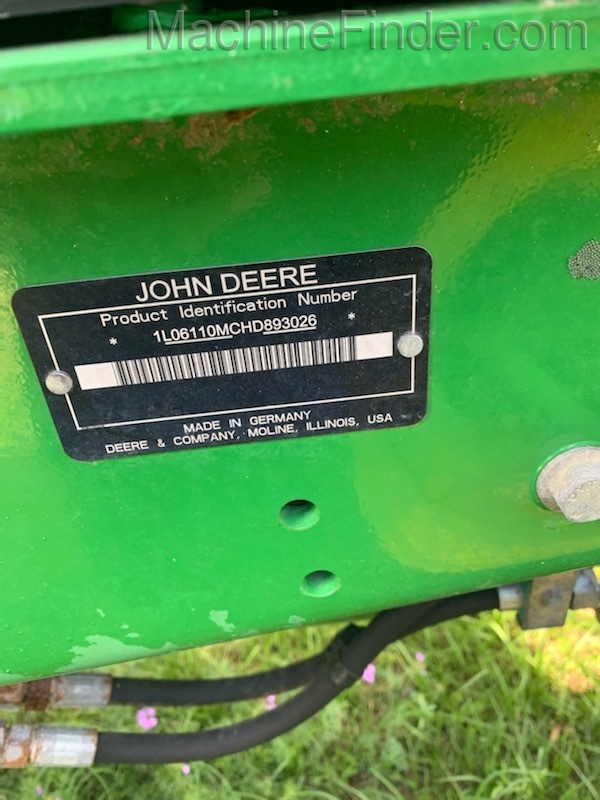 MachineFinder.com
JOHN DEERE
Product Identification Number
* 1L06110MCHD893026 *
MADE IN GERMANY
DEERE & COMPANY, MOLINE, ILLINOIS, USA